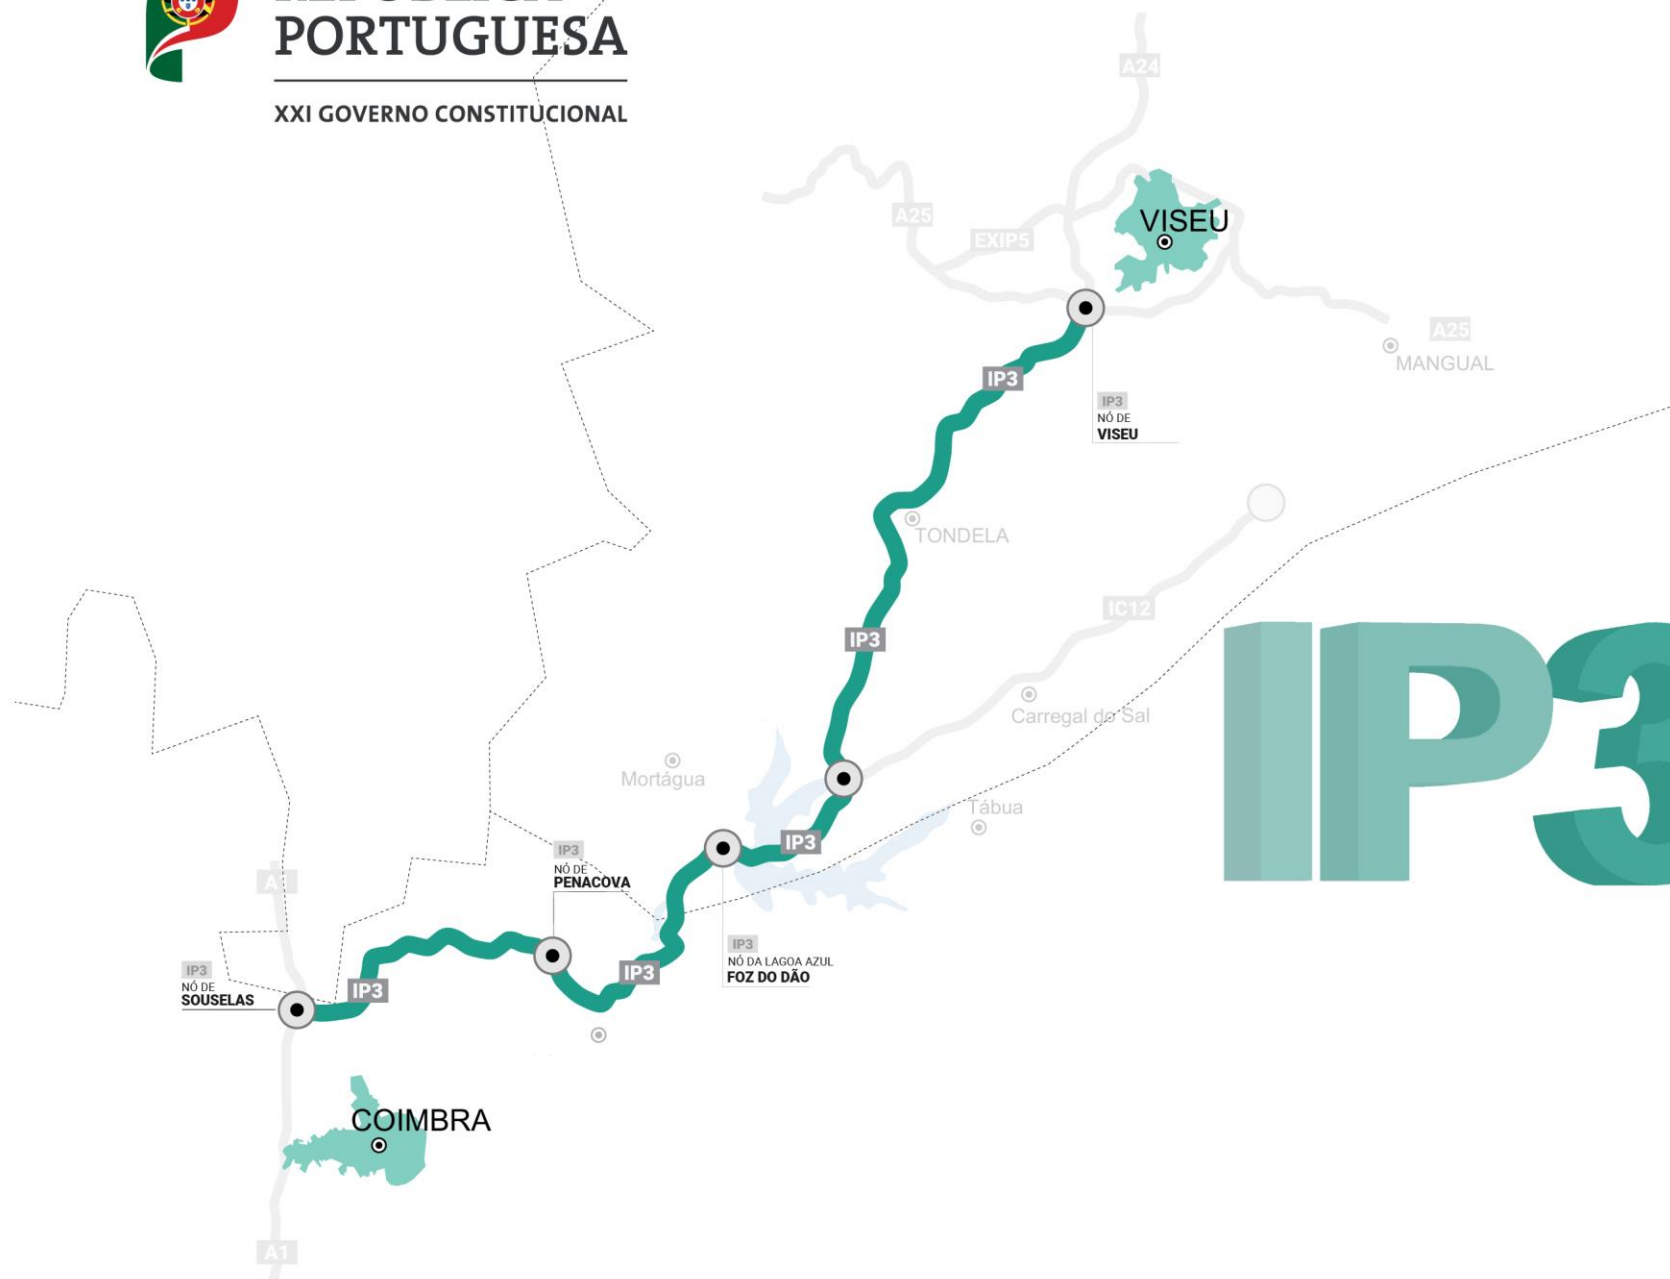 PORTUGUESA
XXI GOVERNO CONSTITUCIONAL
A24
VISEU
A25
EXIP5
A25
MANGUAL
IP3
IP3
NÓ DE
VISEU
TONDELA
IC12
IP3
IP3
Carregal do Sal
Mortágua
Tábua
IP3
IP3
NÓ DE
PENACOVA
A1
IP3
NÓ DA LAGOA AZUL
FOZ DO DÃO
IP3
IP3
NÓ DE
SOUSELAS
IP3
COIMBRA
A1